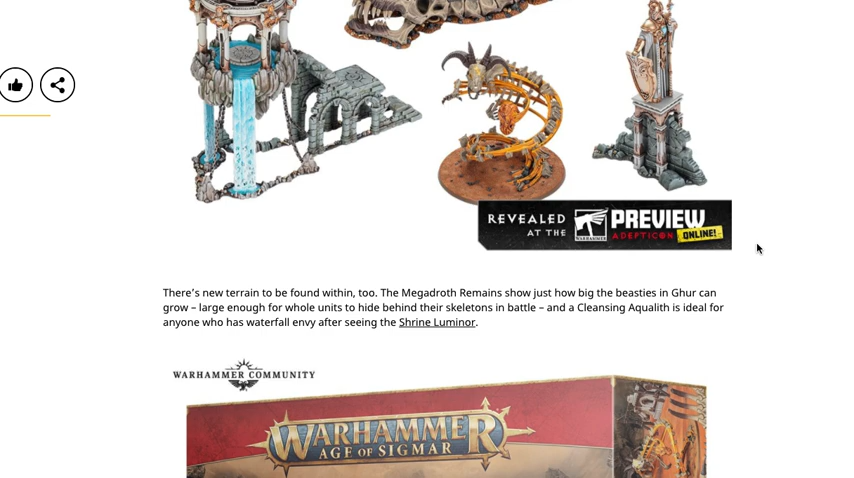 REVEALED
AT THE
WARHAMMER
PREVIEW
ADEPTICON
ONLINE!
There’s new terrain to be found within, too. The Megadroth Remains show just how big the beasties in Ghur can
grow – large enough for whole units to hide behind their skeletons in battle – and a Cleansing Aqualith is ideal for
anyone who has waterfall envy after seeing the Shrine Luminor.
WARHAMMER COMMUNITY
WARHAMMER
AGE OF SIGMAR